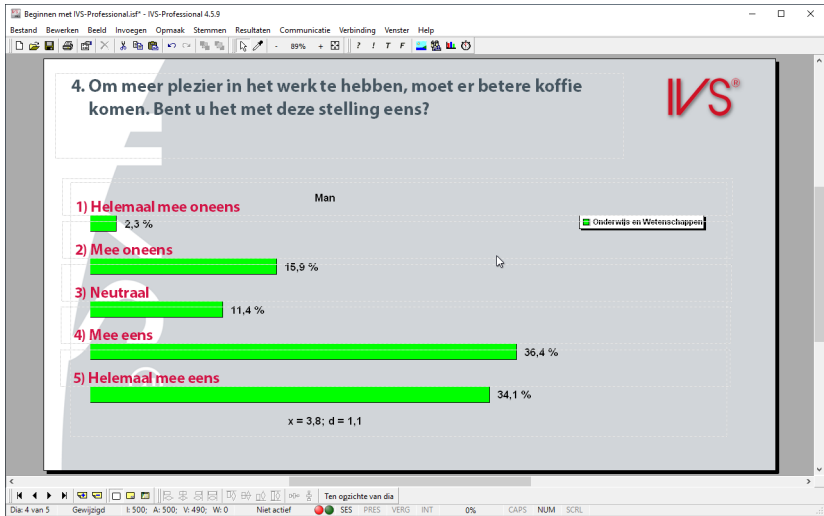 Beginnen met IVS-Professional.isf* - IVS-Professional 4.5.9
Bestand Bewerken Beeld Invoegen Opmaak Stemmen Resultaten Communicatie Verbinding Venster Help
- 89% + ? ! T F
4. Om meer plezier in het werk te hebben, moet er betere koffie
komen. Bent u het met deze stelling eens?
IVS®
Man
1) Helemaal mee oneens
2,3 %
Onderwijs en Wetenschappen
2) Mee oneens
15,9 %
3) Neutraal
11,4 %
4) Mee eens
36,4 %
5) Helemaal mee eens
34,1 %
x = 3,8; d = 1,1
Ten opzichte van dia
Dia: 4 van 5 Gewijzigd I: 500; A: 500; V: 490; W: 0 Niet actief SES PRES VERG INT 0% CAPS NUM SCRL